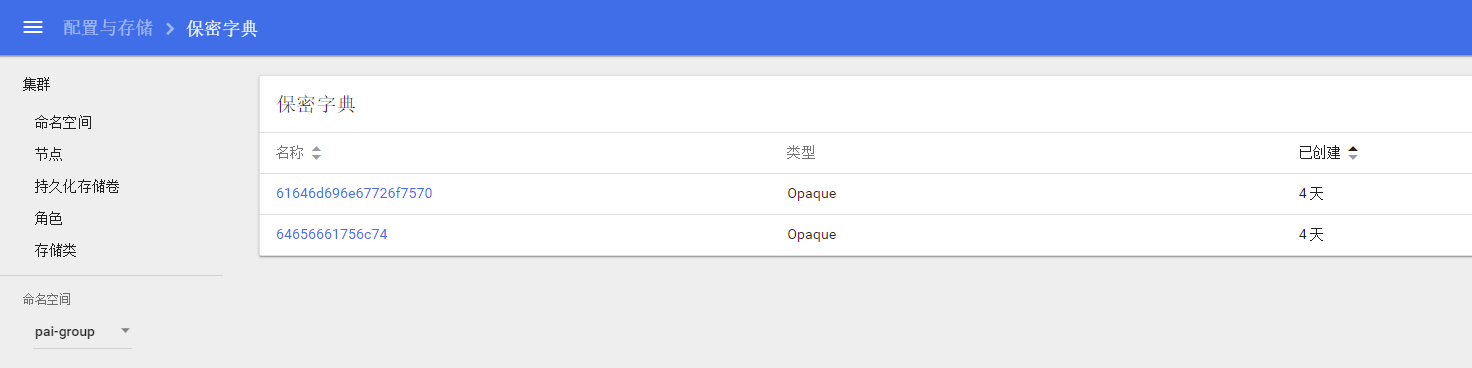 配置与存储 保密字典
集群
命名空间
节点
持久化存储卷
角色
存储类
命名空间
pai-group
保密字典
名称 类型 已创建
61646d696e67726f7570 Opaque 4 天
64656661756c74 Opaque 4 天